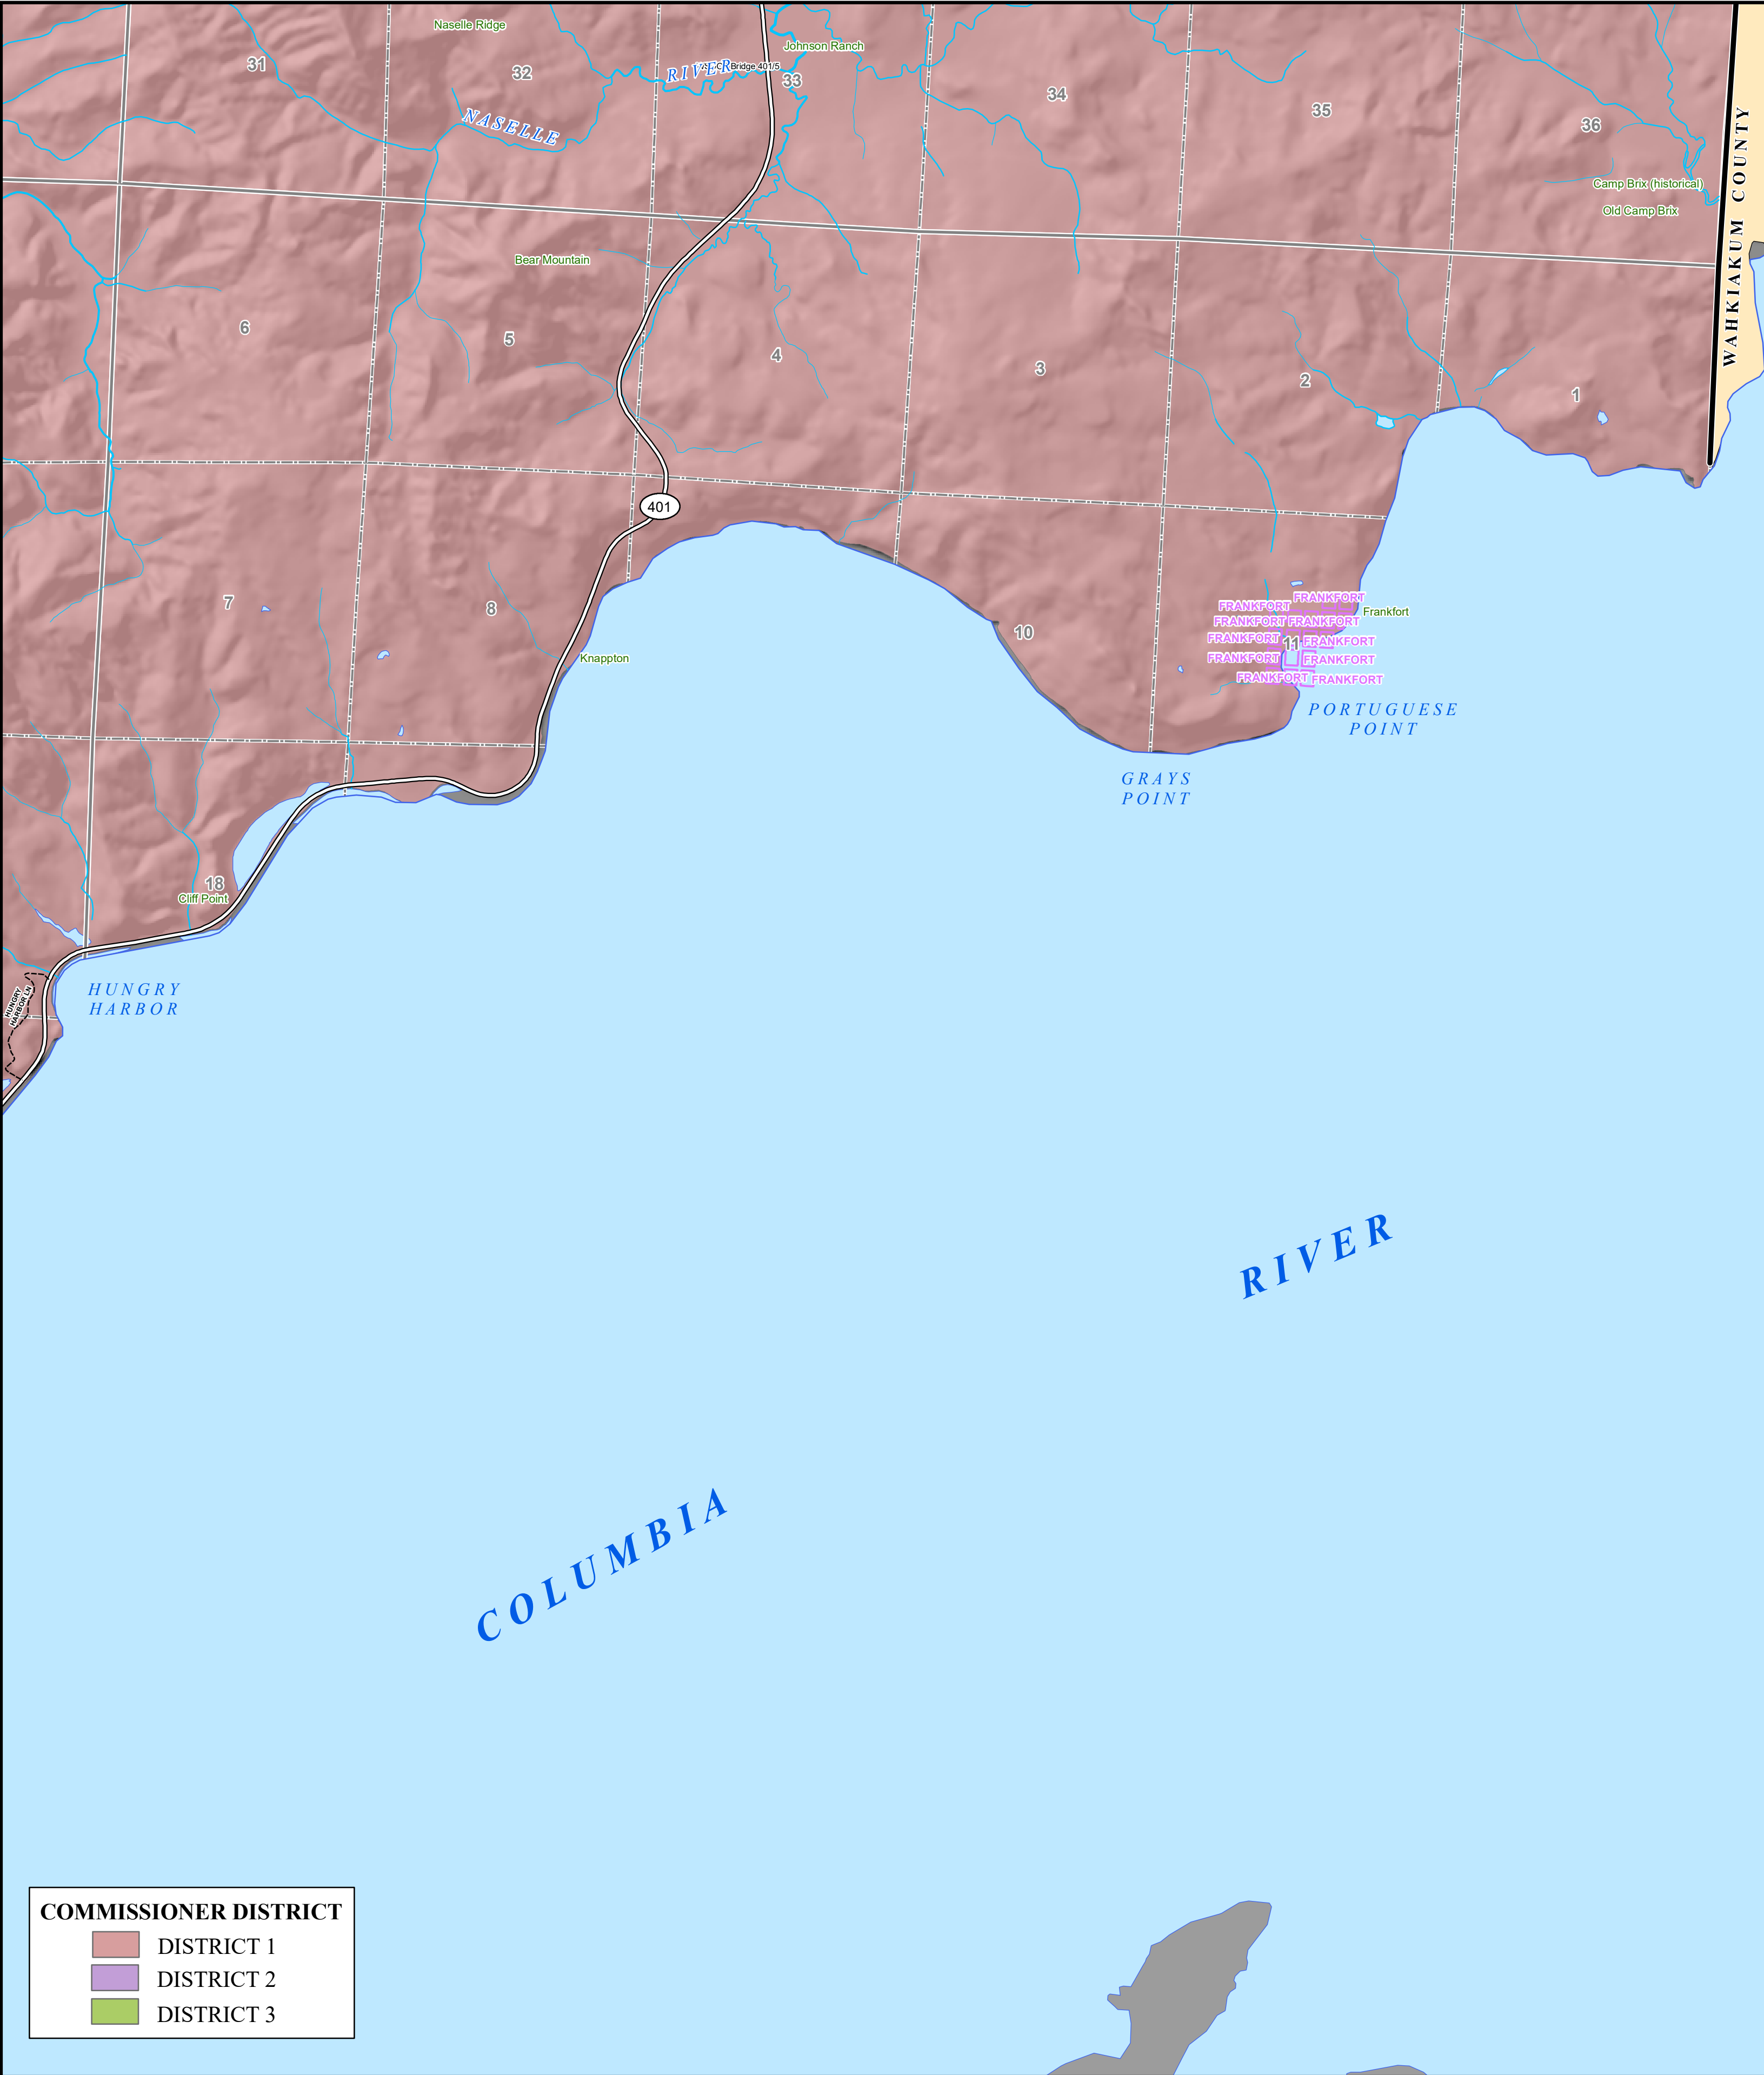 Naselle Ridge
Johnson Ranch
31
32
RIVER
Bridge 401/5
33
34
35
36
NASELLE
WAHKIAKUM COUNTY
Camp Brix (historical)
Old Camp Brix
Bear Mountain
6
5
4
3
2
1
401
7
8
10
11
FRANKFORT
FRANKFORT
Frankfort
FRANKFORT
FRANKFORT
FRANKFORT
FRANKFORT
FRANKFORT
FRANKFORT
FRANKFORT
FRANKFORT
Knappton
PORTUGUESE
POINT
GRAYS
POINT
18
Cliff Point
HUNGRY
HARBOR
HUNGRY
HARBOR LN
RIVER
COLUMBIA
COMMISSIONER DISTRICT
DISTRICT 1
DISTRICT 2
DISTRICT 3